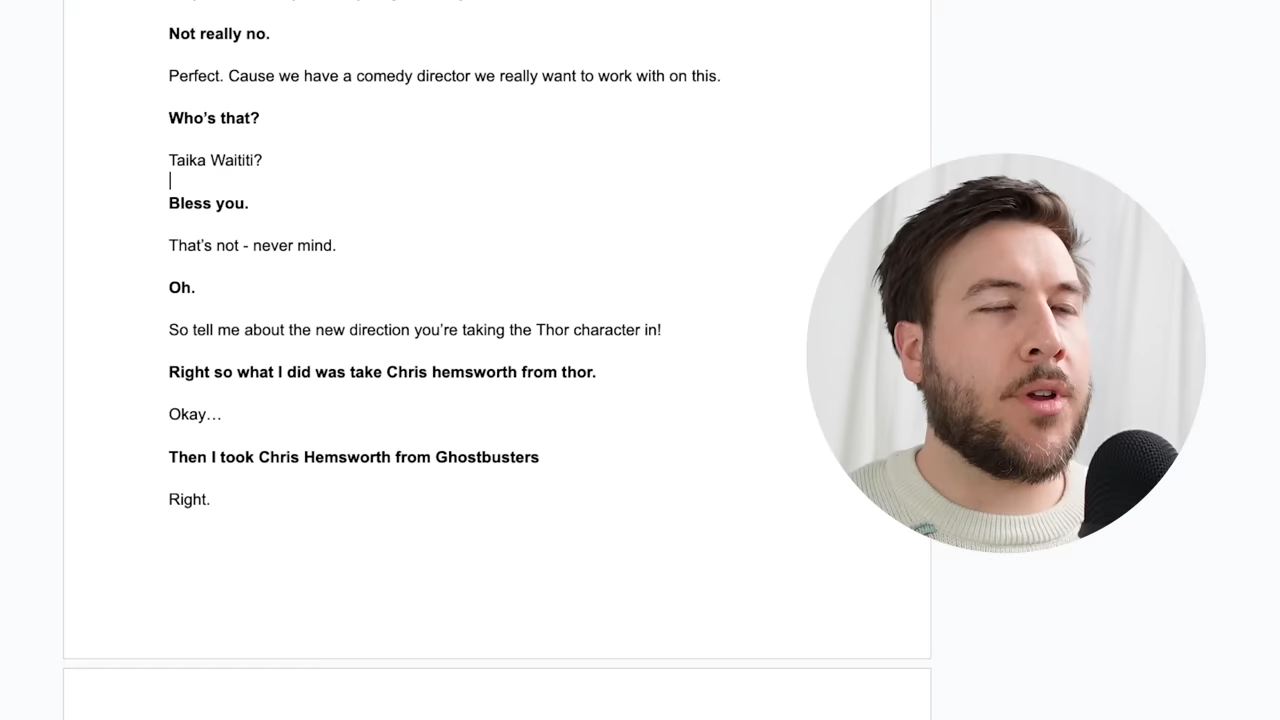 Not really no.
Perfect. Cause we have a comedy director we really want to work with on this.
Who's that?
Taika Waititi?
Bless you.
That's not - never mind.
Oh.
So tell me about the new direction you're taking the Thor character in!
Right so what I did was take Chris hemsworth from thor.
Okay…
Then I took Chris Hemsworth from Ghostbusters
Right.